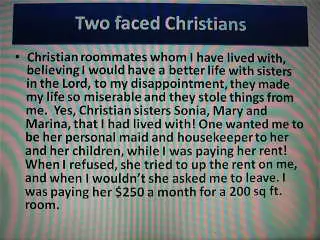 Two faced Christians
• Christian roommates whom I have lived with,
believing I would have a better life with sisters
in the Lord, to my disappointment, they made
my life so miserable and they stole things from
me.  Yes, Christian sisters Sonia, Mary and
Marina, that I had lived with! One wanted me to
be her personal maid and housekeeper to her
and her children, while I was paying her rent!
When I refused, she tried to up the rent on me,
and when I wouldn't she asked me to leave. I
was paying her $250 a month for a 200 sq ft.
room.